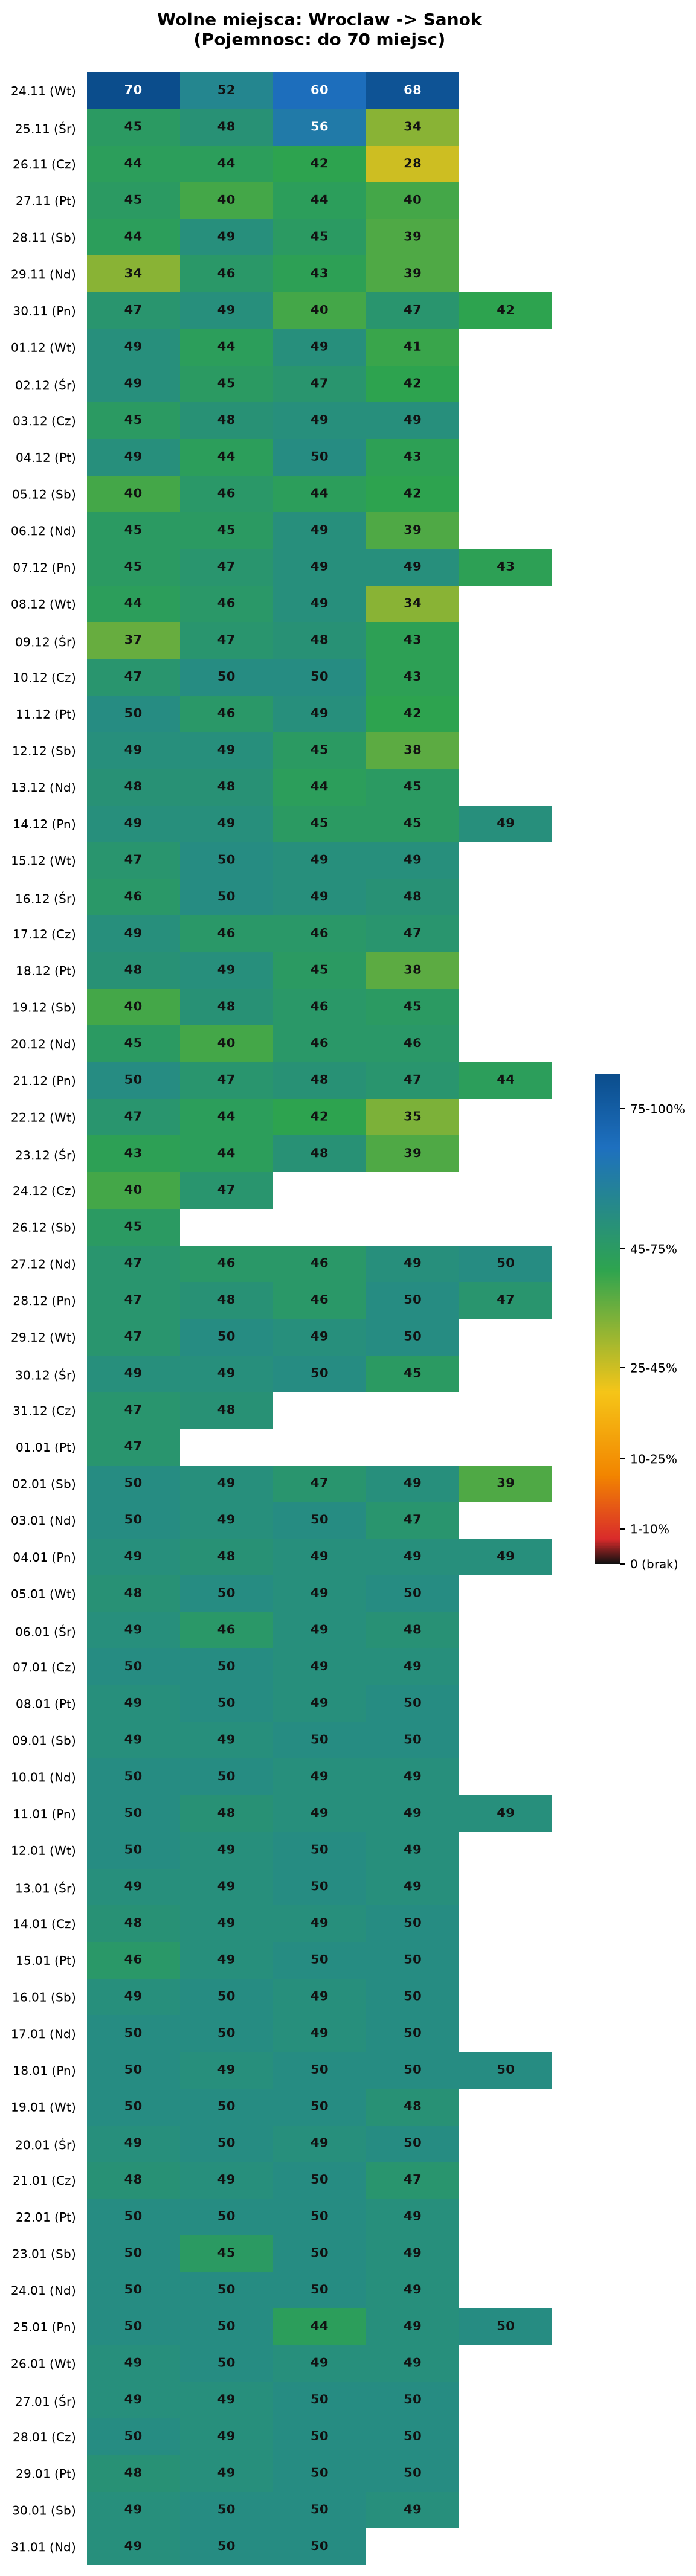 Wolne miejsca: Wroclaw -> Sanok
(Pojemnosc: do 70 miejsc)
24.11 (Wt) 70 52 60 68
25.11 (Śr) 45 48 56 34
26.11 (Cz) 44 44 42 28
27.11 (Pt) 45 40 44 40
28.11 (Sb) 44 49 45 39
29.11 (Nd) 34 46 43 39
30.11 (Pn) 47 49 40 47 42
01.12 (Wt) 49 44 49 41
02.12 (Śr) 49 45 47 42
03.12 (Cz) 45 48 49 49
04.12 (Pt) 49 44 50 43
05.12 (Sb) 40 46 44 42
06.12 (Nd) 45 45 49 39
07.12 (Pn) 45 47 49 49 43
08.12 (Wt) 44 46 49 34
09.12 (Śr) 37 47 48 43
10.12 (Cz) 47 50 50 43
11.12 (Pt) 50 46 49 42
12.12 (Sb) 49 49 45 38
13.12 (Nd) 48 48 44 45
14.12 (Pn) 49 49 45 45 49
15.12 (Wt) 47 50 49 49
16.12 (Śr) 46 50 49 48
17.12 (Cz) 49 46 46 47
18.12 (Pt) 48 49 45 38
19.12 (Sb) 40 48 46 45
20.12 (Nd) 45 40 46 46
21.12 (Pn) 50 47 48 47 44
22.12 (Wt) 47 44 42 35
23.12 (Śr) 43 44 48 39
24.12 (Cz) 40 47
26.12 (Sb) 45
27.12 (Nd) 47 46 46 49 50
28.12 (Pn) 47 48 46 50 47
29.12 (Wt) 47 50 49 50
30.12 (Śr) 49 49 50 45
31.12 (Cz) 47 48
01.01 (Pt) 47
02.01 (Sb) 50 49 47 49 39
03.01 (Nd) 50 49 50 47
04.01 (Pn) 49 48 49 49 49
05.01 (Wt) 48 50 49 50
06.01 (Śr) 49 46 49 48
07.01 (Cz) 50 50 49 49
08.01 (Pt) 49 50 49 50
09.01 (Sb) 49 49 50 50
10.01 (Nd) 50 50 49 49
11.01 (Pn) 50 48 49 49 49
12.01 (Wt) 50 49 50 49
13.01 (Śr) 49 49 50 49
14.01 (Cz) 48 49 49 50
15.01 (Pt) 46 49 50 50
16.01 (Sb) 49 50 49 50
17.01 (Nd) 50 50 49 50
18.01 (Pn) 50 49 50 50 50
19.01 (Wt) 50 50 50 48
20.01 (Śr) 49 50 49 50
21.01 (Cz) 48 49 50 47
22.01 (Pt) 50 50 50 49
23.01 (Sb) 50 45 50 49
24.01 (Nd) 50 50 50 49
25.01 (Pn) 50 50 44 49 50
26.01 (Wt) 49 50 49 49
27.01 (Śr) 49 49 50 50
28.01 (Cz) 50 49 50 50
29.01 (Pt) 48 49 50 50
30.01 (Sb) 49 50 50 49
31.01 (Nd) 49 50 50
75-100%
45-75%
25-45%
10-25%
1-10%
0 (brak)